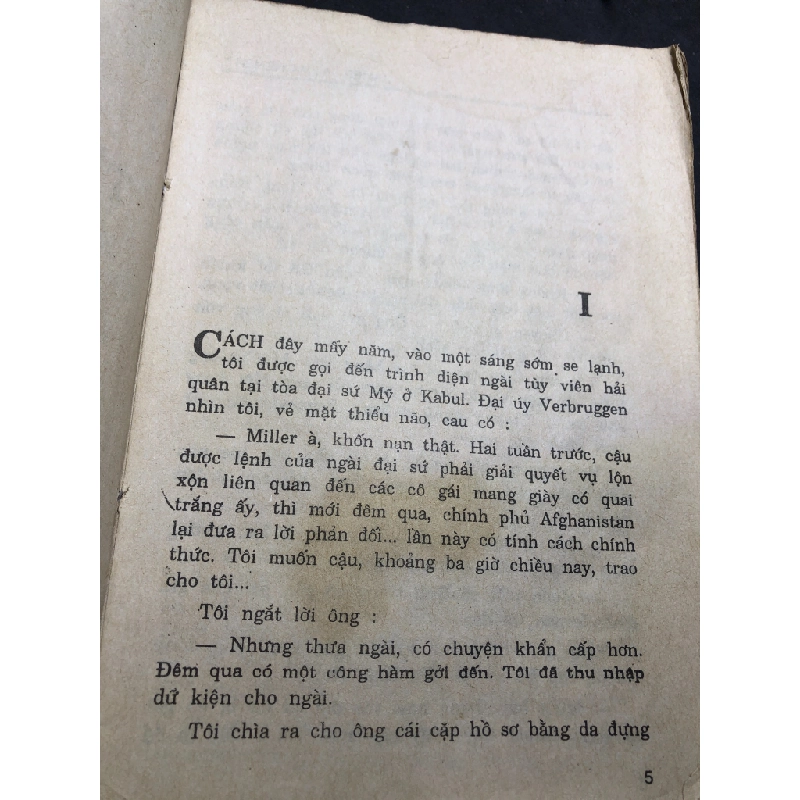 I
CÁCH đây mấy năm, vào một sáng sớm se lạnh,
tôi được gọi đến trình diện ngài tùy viên hải
quân tại tòa đại sứ Mỹ ở Kabul. Đại úy Verbruggen
nhìn tôi, vẻ mặt thiểu não, cau có :
— Miller à, khốn nạn thật. Hai tuần trước, cậu
được lệnh của ngài đại sứ phải giải quyết vụ lộn
xộn liên quan đến các cô gái mang giày có quai
trắng ấy, thì mới đêm qua, chính phủ Afghanistan
lại đưa ra lời phản đối... lần này có tính cách chính
thức. Tôi muốn cậu, khoảng ba giờ chiều nay, trao
cho tôi...
Tôi ngắt lời ông :
— Nhưng thưa ngài, có chuyện khẩn cấp hơn.
Đêm qua có một công hàm gởi đến. Tôi đã thu nhập
dữ kiện cho ngài.
Tôi chìa ra cho ông cái cặp hồ sơ bằng da đựng
5